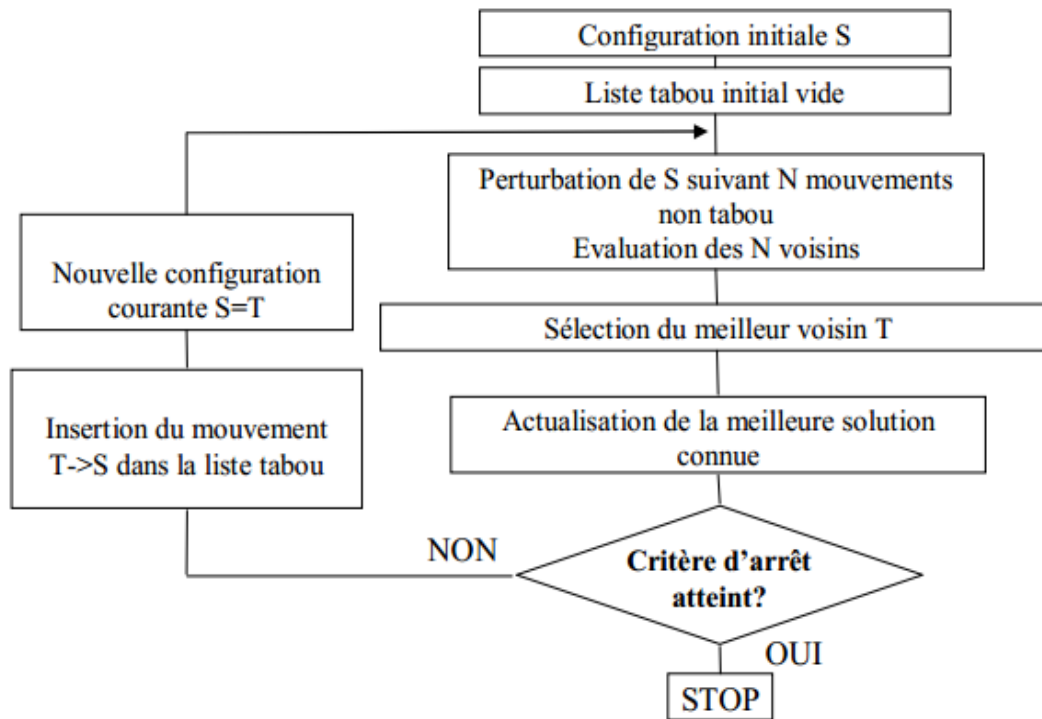 Configuration initiale S
Liste tabou initial vide
Perturbation de S suivant N mouvements
non tabou
Evaluation des N voisins
Sélection du meilleur voisin T
Actualisation de la meilleure solution
connue
Critère d'arrêt
atteint?
OUI
STOP
NON
Insertion du mouvement
T->S dans la liste tabou
Nouvelle configuration
courante S=T